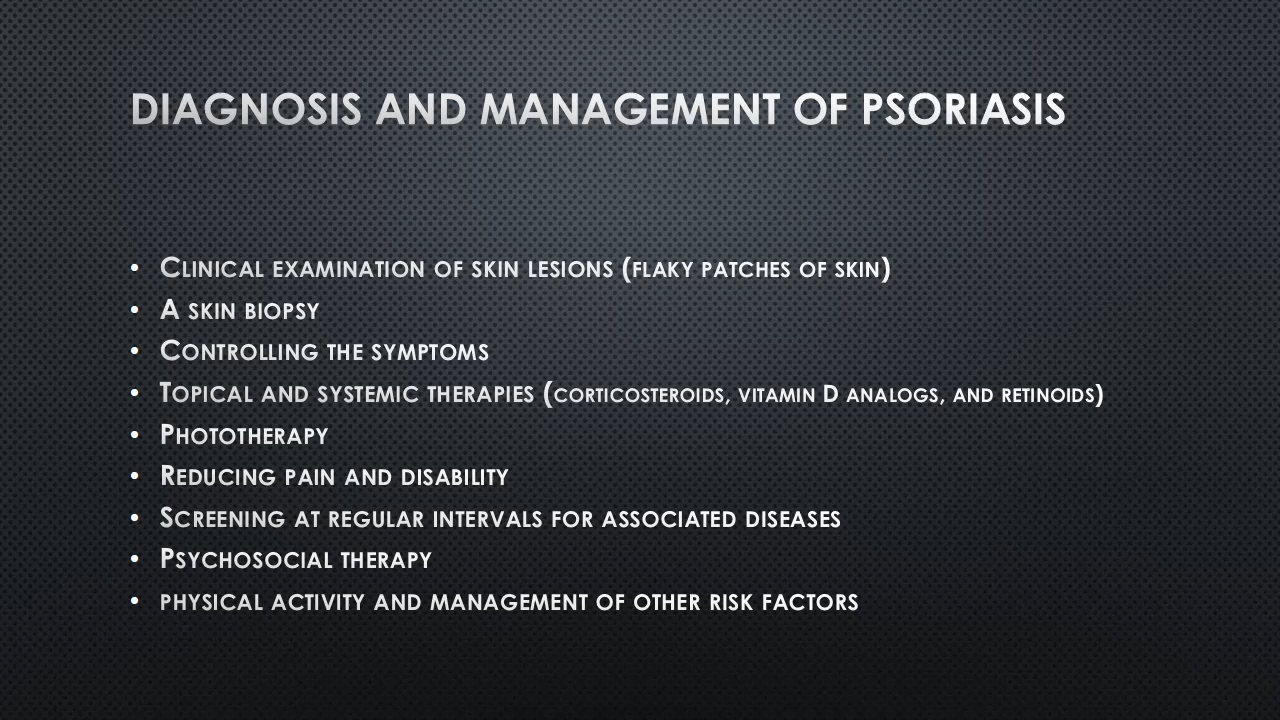 DIAGNOSIS AND MANAGEMENT OF PSORIASIS
• CLINICAL EXAMINATION OF SKIN LESIONS (FLAKY PATCHES OF SKIN)
• A SKIN BIOPSY
• CONTROLLING THE SYMPTOMS
• TOPICAL AND SYSTEMIC THERAPIES (CORTICOSTEROIDS, VITAMIN D ANALOGS, AND RETINOIDS)
• PHOTOTHERAPY
• REDUCING PAIN AND DISABILITY
• SCREENING AT REGULAR INTERVALS FOR ASSOCIATED DISEASES
• PSYCHOSOCIAL THERAPY
• PHYSICAL ACTIVITY AND MANAGEMENT OF OTHER RISK FACTORS